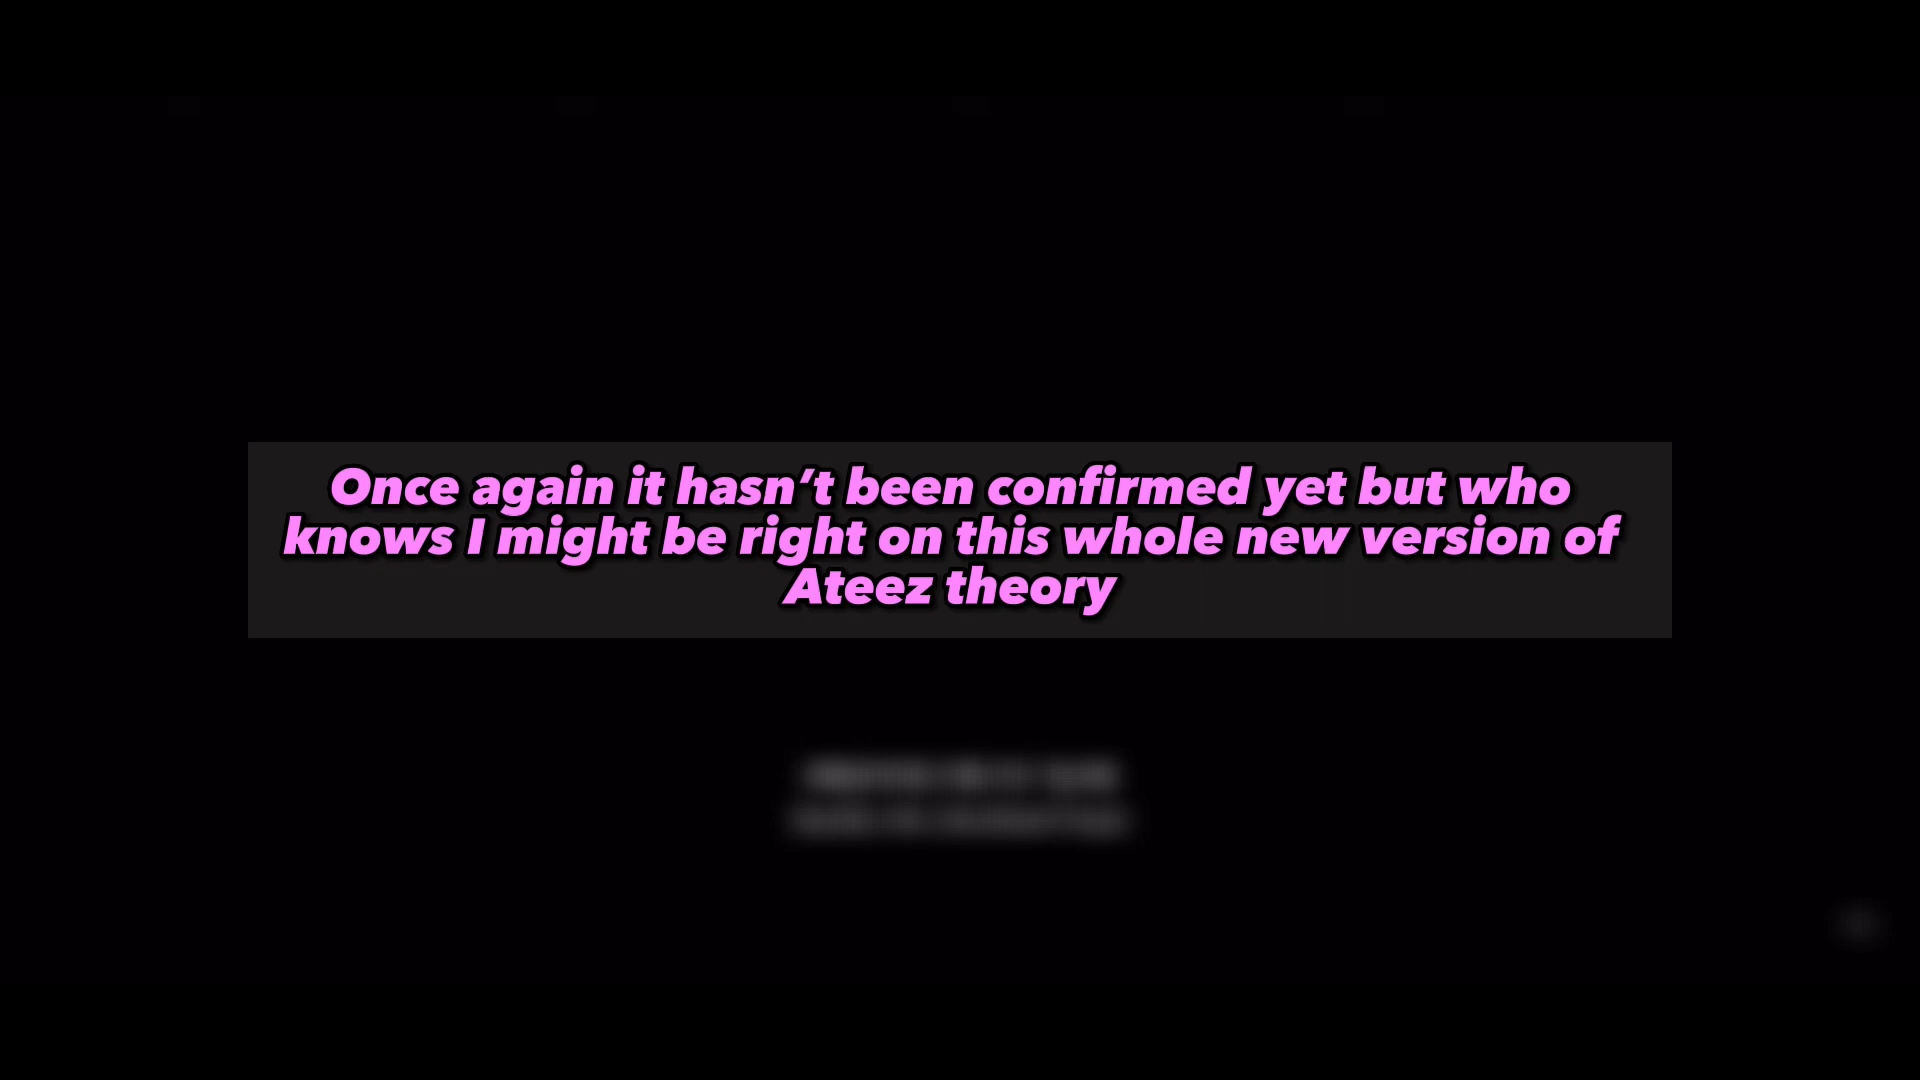 Once again it hasn’t been confirmed yet but who
knows I might be right on this whole new version of
Ateez theory